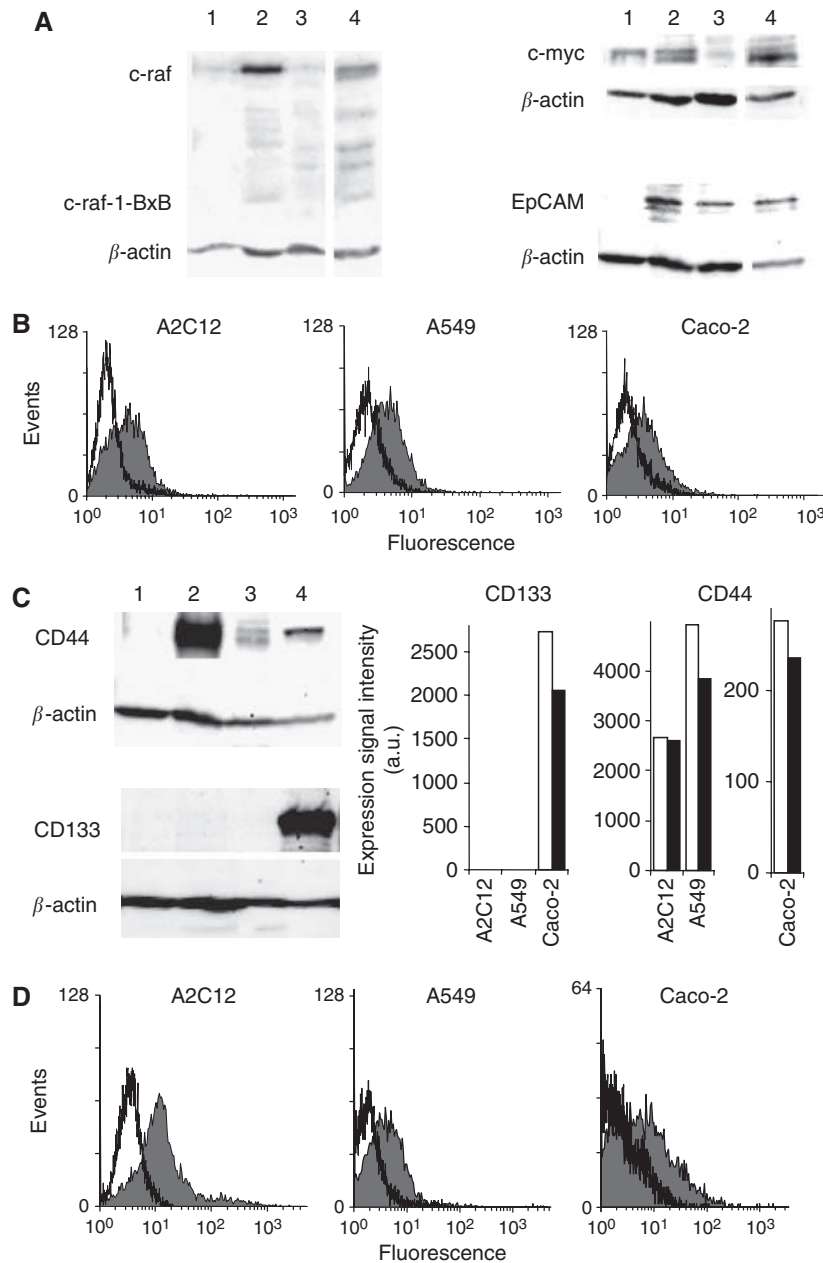 A
1 2 3 4
c-raf
c-raf-1-BxB
β-actin
1 2 3 4
c-myc
β-actin
EpCAM
β-actin
B
A2C12
A549
Caco-2
128
128
128
Events
0
0
0
10⁰ 10¹ 10² 10³
10⁰ 10¹ 10² 10³
10⁰ 10¹ 10² 10³
Fluorescence
C
1 2 3 4
CD44
β-actin
CD133
β-actin
CD133
Expression signal intensity
(a.u.)
2500
2000
1500
1000
500
0
A2C12
A549
Caco-2
CD44
4000
3000
2000
1000
0
A2C12
A549
200
100
0
Caco-2
D
A2C12
A549
Caco-2
128
128
64
Events
0
0
0
10⁰ 10¹ 10² 10³
10⁰ 10¹ 10² 10³
10⁰ 10¹ 10² 10³
Fluorescence